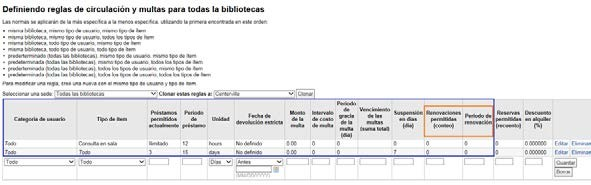 Definiendo reglas de circulación y multas para todas la bibliotecas
Las normas se aplicarán de la más específica a la menos específica, utilizando la primera encontrada en este orden:
• misma biblioteca, mismo tipo de usuario, mismo tipo de ítem
• misma biblioteca, mismo tipo de usuario, todos los tipos de ítem
• misma biblioteca, todo tipo de usuario, mismo tipo de ítem
• misma biblioteca, todo tipo de usuario, todo tipo de ítem
• predeterminado (todas las bibliotecas), mismo tipo de usuario, mismo tipo de ítem
• predeterminada (todas las bibliotecas), mismo tipo de usuario, todos los tipos de ítem
• predeterminada (todas las bibliotecas), todos los tipos de usuario, mismo tipo de ítem
• predeterminada (todas las bibliotecas), todos los tipos de usuario, todos los tipos de ítem
Para modificar una regla, cree una nueva con el mismo tipo de usuario y tipo de ítem.
Seleccionar una sede: Todas las bibliotecas Clonar estas reglas a: Centerville Clonar
Categoría de usuario Tipo de ítem Préstamos permitidos actualmente Período de préstamo Unidad Fecha de devolución estricta Monto de la multa Intervalo de costo de multa Período de gracia de la multa (día) Vencimiento de las multas (suma total) Suspensión en días (día) Renovaciones permitidas (conteo) Período de renovación Reservas permitidas (recuento) Descuento en alquiler (%)
Todo Consulta en sala Ilimitado 12 hours No definido 0.00 0 0 0 0 0 0 0.000000 Editar Eliminar
Todo Todo 3 15 days No definido 0.00 0 0 7 0 0 0 0.000000 Editar Eliminar
Todo Todo Días Antes Guardar
Borrar